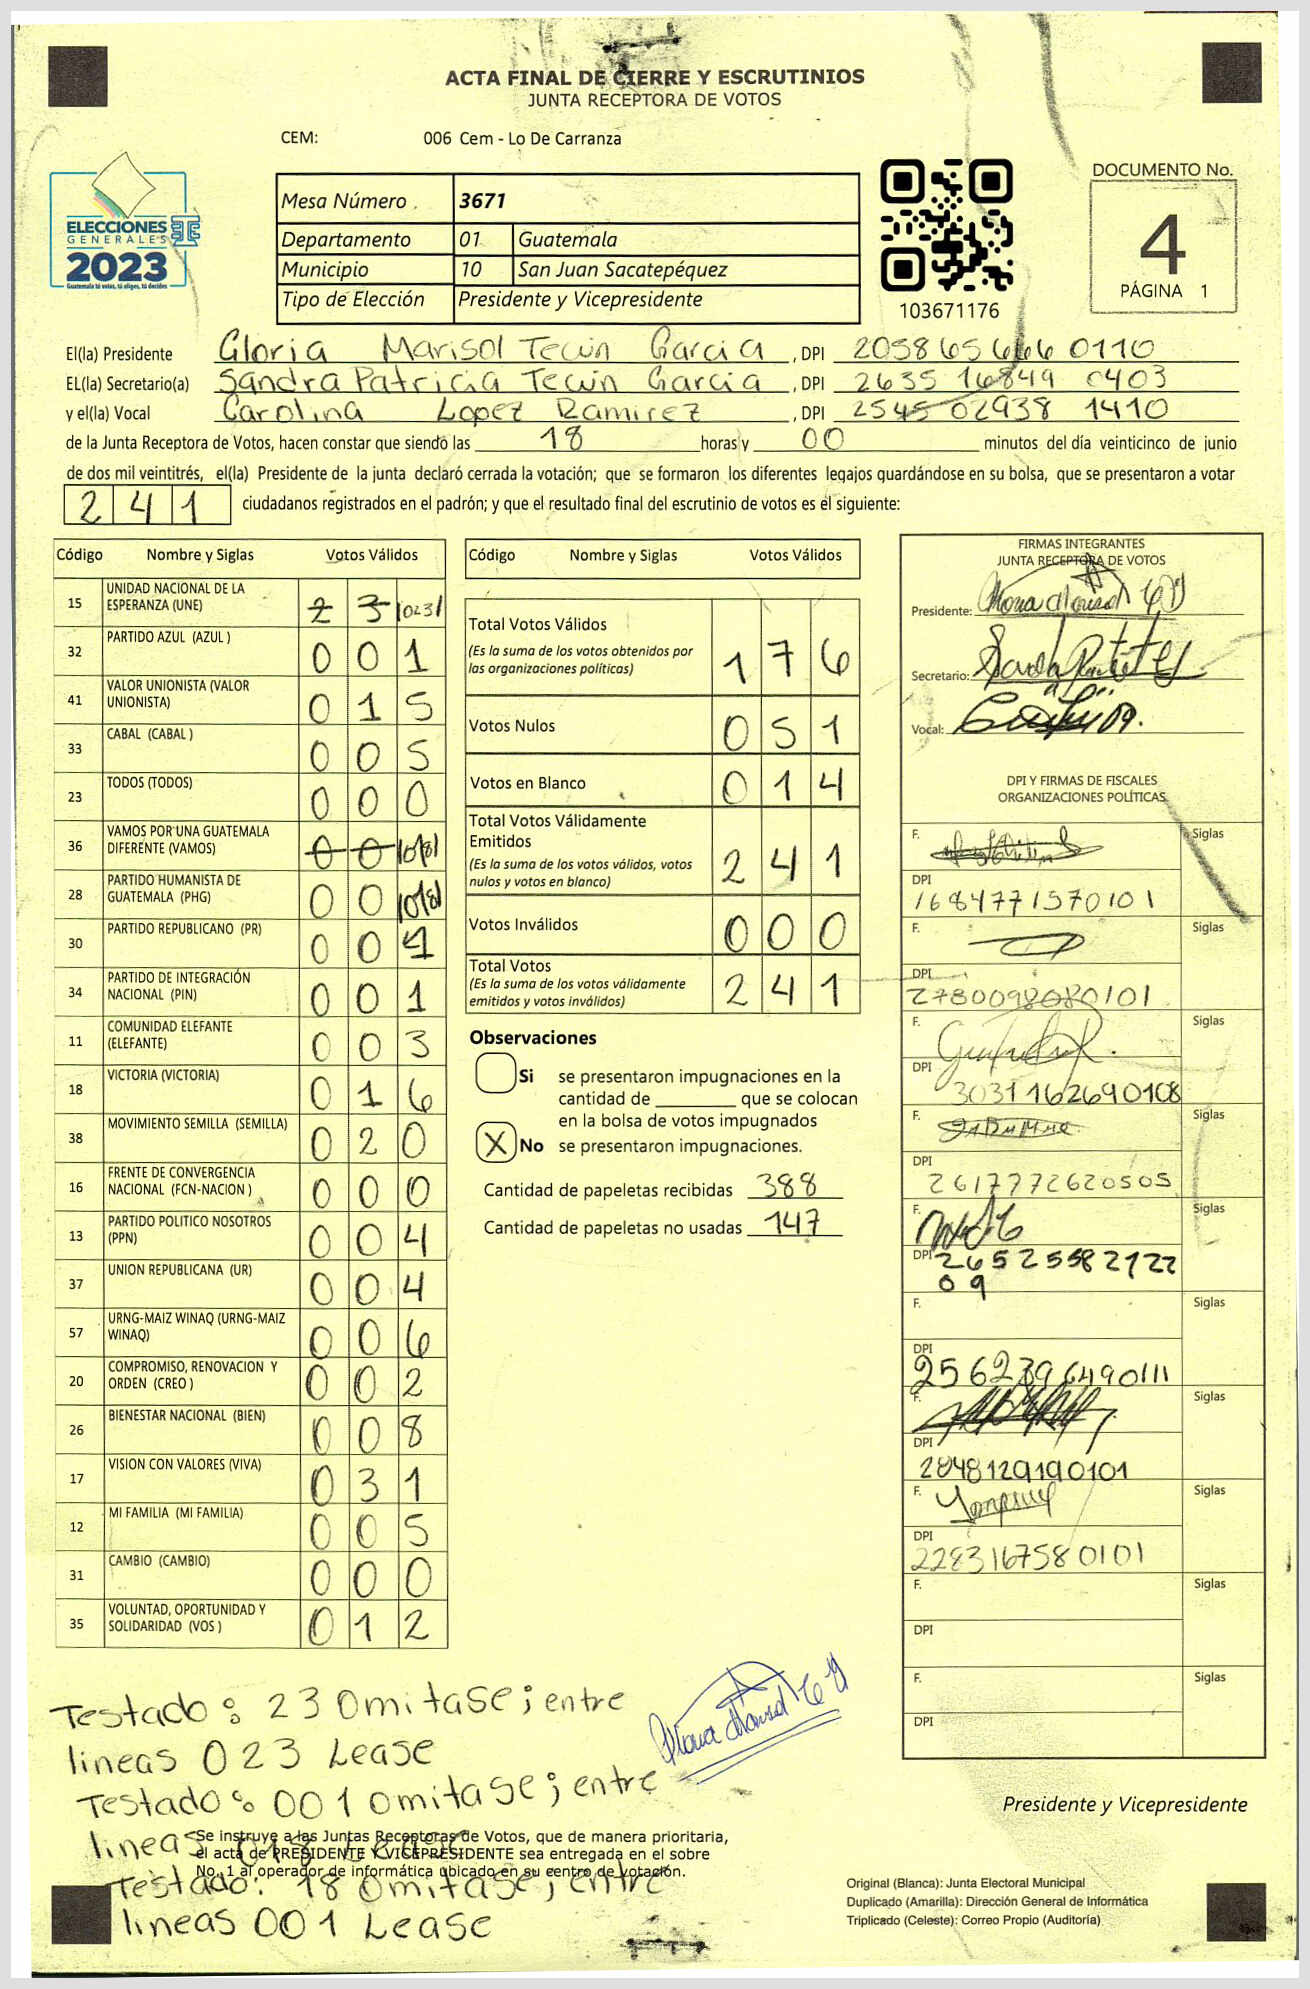 ACTA FINAL DE CIERRE Y ESCRUTINIOS
JUNTA RECEPTORA DE VOTOS
CEM: 006 Cem - Lo De Carranza
DOCUMENTO No.
4
PÁGINA 1
ELECCIONES
GENERALES
2023
Guatemala tú votas, tú eliges, tú decides
Mesa Número 3671
Departamento 01 Guatemala
Municipio 10 San Juan Sacatepéquez
Tipo de Elección Presidente y Vicepresidente
103671176
El(la) Presidente Gloria Marisol Tecún Garcia, DPI
EL(la) Secretario(a) Sandra Patricia Tecun Garcia, DPI 2635 16849 0403
y el(la) Vocal Carolina Lopez Ramirez, DPI 2545 02938 1410
de la Junta Receptora de Votos, hacen constar que siendo las 18 horas y 00 minutos del día veinticinco de junio
de dos mil veintitrés, el(la) Presidente de la junta declaró cerrada la votación; que se formaron los diferentes legajos guardándose en su bolsa, que se presentaron a votar
241 ciudadanos registrados en el padrón; y que el resultado final del escrutinio de votos es el siguiente:
Código Nombre y Siglas Votos Válidos
15 UNIDAD NACIONAL DE LA ESPERANZA (UNE) 2 3 /023/
32 PARTIDO AZUL (AZUL ) 0 0 1
41 VALOR UNIONISTA (VALOR UNIONISTA) 0 1 5
33 CABAL (CABAL ) 0 0 5
23 TODOS (TODOS) 0 0 0
36 VAMOS POR UNA GUATEMALA DIFERENTE (VAMOS) 0 0
28 PARTIDO HUMANISTA DE GUATEMALA (PHG) 0 0
30 PARTIDO REPUBLICANO (PR) 0 0 1
34 PARTIDO DE INTEGRACIÓN NACIONAL (PIN) 0 0 1
11 COMUNIDAD ELEFANTE (ELEFANTE) 0 0 3
18 VICTORIA (VICTORIA) 0 1 6
38 MOVIMIENTO SEMILLA (SEMILLA) 0 2 0
16 FRENTE DE CONVERGENCIA NACIONAL (FCN-NACION ) 0 0 0
13 PARTIDO POLITICO NOSOTROS (PPN) 0 0 4
37 UNION REPUBLICANA (UR) 0 0 4
57 URNG-MAIZ WINAQ (URNG-MAIZ WINAQ) 0 0 6
20 COMPROMISO, RENOVACION Y ORDEN (CREO ) 0 0 2
26 BIENESTAR NACIONAL (BIEN) 0 0 8
17 VISION CON VALORES (VIVA) 0 3 1
12 MI FAMILIA (MI FAMILIA) 0 0 5
31 CAMBIO (CAMBIO) 0 0 0
35 VOLUNTAD, OPORTUNIDAD Y SOLIDARIDAD (VOS ) 0 1 2
Código Nombre y Siglas Votos Válidos
Total Votos Válidos 1 7 6
(Es la suma de los votos obtenidos por
las organizaciones políticas)
Votos Nulos 0 5 1
Votos en Blanco 0 1 4
Total Votos Válidamente
Emitidos 2 4 1
(Es la suma de los votos válidos, votos
nulos y votos en blanco)
Votos Inválidos 0 0 0
Total Votos 2 4 1
(Es la suma de los votos válidamente
emitidos y votos inválidos)
Observaciones
Si se presentaron impugnaciones en la
cantidad de ________ que se colocan
en la bolsa de votos impugnados
X No se presentaron impugnaciones.
Cantidad de papeletas recibidas 388
Cantidad de papeletas no usadas 147
FIRMAS INTEGRANTES
JUNTA RECEPTORA DE VOTOS
Presidente:
Secretario:
Vocal:
DPI Y FIRMAS DE FISCALES
ORGANIZACIONES POLÍTICAS
F. Siglas
DPI 1684771570101
F. Siglas
DPI
F. Siglas
DPI 3031162690108
F. Siglas
DPI 2617772620505
F. Siglas
DPI 26525582122
09
F. Siglas
DPI 2562396490111
F. Siglas
DPI 2848129190101
F. Siglas
DPI 2283167580101
F. Siglas
DPI
F. Siglas
DPI
Testado: 23 Omitase; entre
lineas 023 Lease
Testado: 001 Omitase; entre
lineas 018 Lease
Testado: 18 Omitase; entre
lineas 001 Lease
Se instruye a las Juntas Receptoras de Votos, que de manera prioritaria,
el acta de PRESIDENTE Y VICEPRESIDENTE sea entregada en el sobre
No. 1 al operador de informática ubicado en su centro de votación.
Presidente y Vicepresidente
Original (Blanca): Junta Electoral Municipal
Duplicado (Amarilla): Dirección General de Informática
Triplicado (Celeste): Correo Propio (Auditoría)